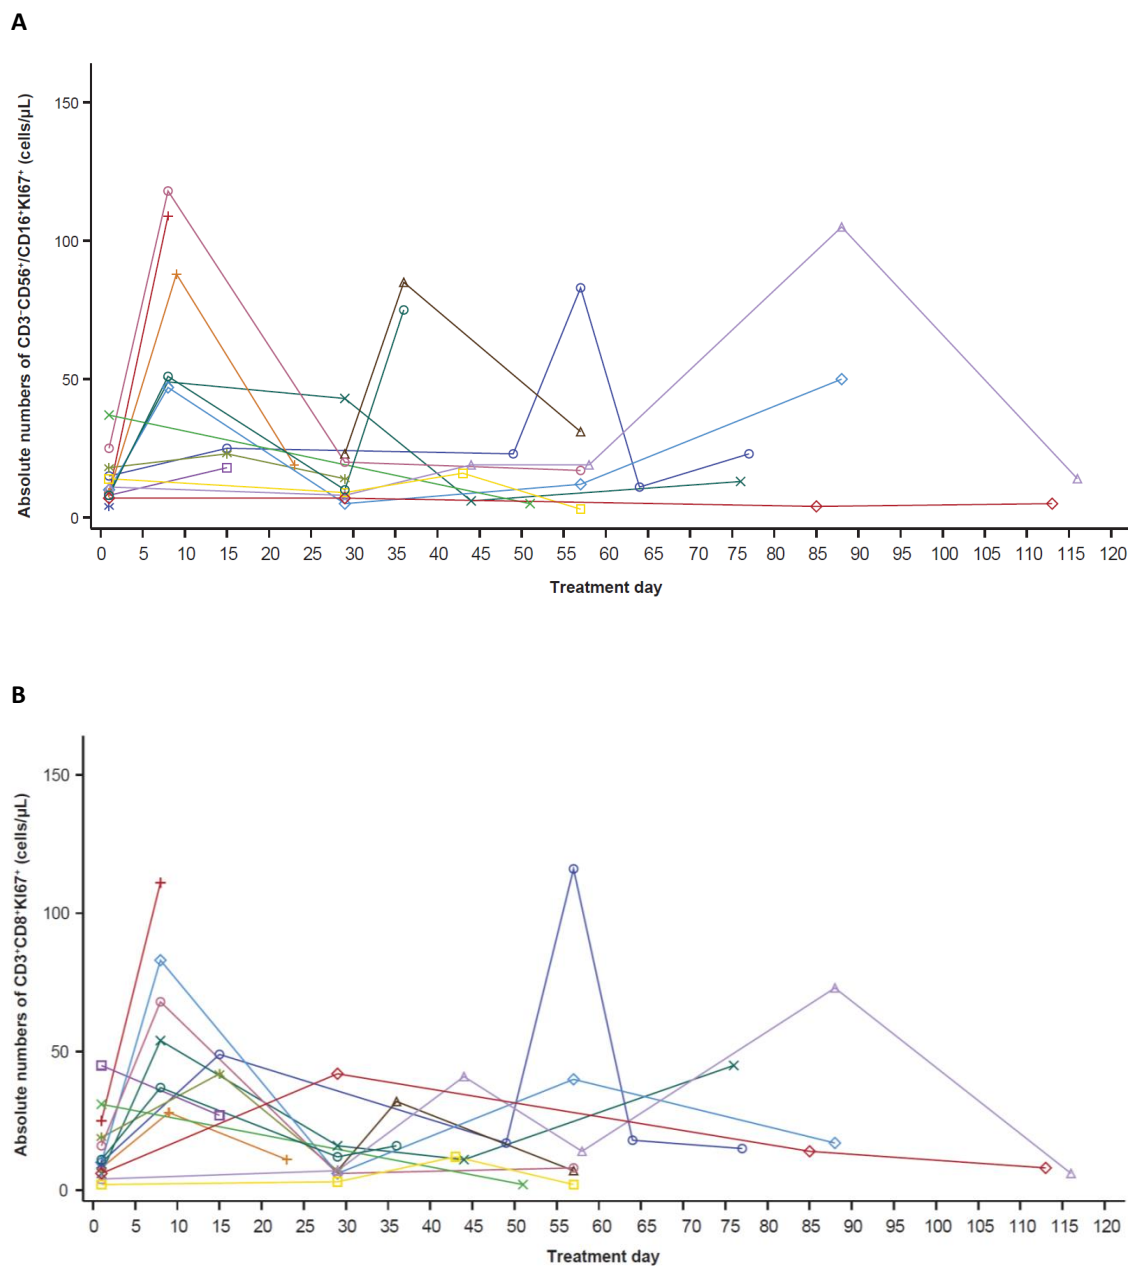 A
Absolute numbers of CD3⁻CD56⁺/CD16⁺KI67⁺ (cells/µL)
150
100
50
0
0 5 10 15 20 25 30 35 40 45 50 55 60 65 70 75 80 85 90 95 100 105 110 115 120
Treatment day
B
Absolute numbers of CD3⁺CD8⁺KI67⁺ (cells/µL)
150
100
50
0
0 5 10 15 20 25 30 35 40 45 50 55 60 65 70 75 80 85 90 95 100 105 110 115 120
Treatment day